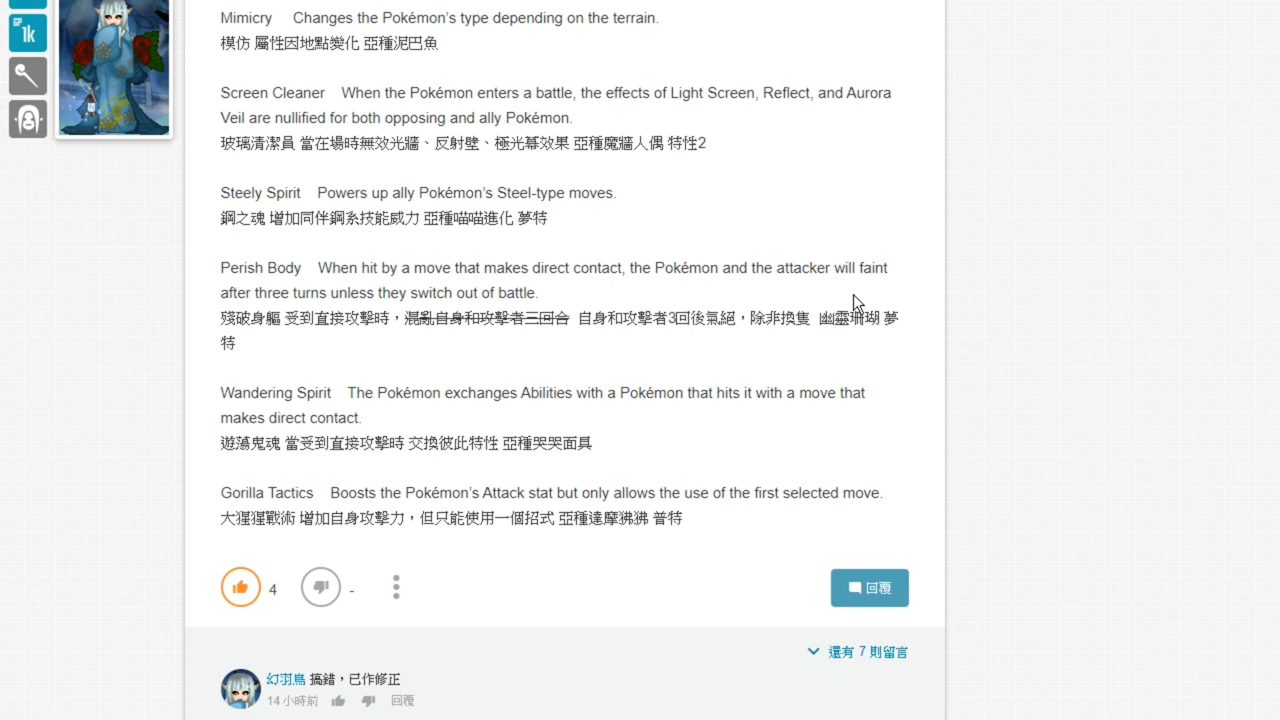 GP
1k
Mimicry Changes the Pokémon's type depending on the terrain.
模仿 屬性因地點變化 亞種泥巴魚
Screen Cleaner When the Pokémon enters a battle, the effects of Light Screen, Reflect, and Aurora
Veil are nullified for both opposing and ally Pokémon.
玻璃清潔員 當在場時無效光牆、反射壁、極光幕效果 亞種魔牆人偶 特性2
Steely Spirit Powers up ally Pokémon's Steel-type moves.
鋼之魂 增加同伴鋼系技能威力 亞種喵喵進化 夢特
Perish Body When hit by a move that makes direct contact, the Pokémon and the attacker will faint
after three turns unless they switch out of battle.
殘破身軀 受到直接攻擊時，混亂自身和攻擊者三回合 自身和攻擊者3回後氣絕，除非換隻 幽靈珊瑚 夢
特
Wandering Spirit The Pokémon exchanges Abilities with a Pokémon that hits it with a move that
makes direct contact.
遊蕩鬼魂 當受到直接攻擊時 交換彼此特性 亞種哭哭面具
Gorilla Tactics Boosts the Pokémon's Attack stat but only allows the use of the first selected move.
大猩猩戰術 增加自身攻擊力，但只能使用一個招式 亞種達摩狒狒 普特
4 - 回覆
還有 7 則留言
幻羽鳥 搞錯，已作修正
14 小時前 回覆